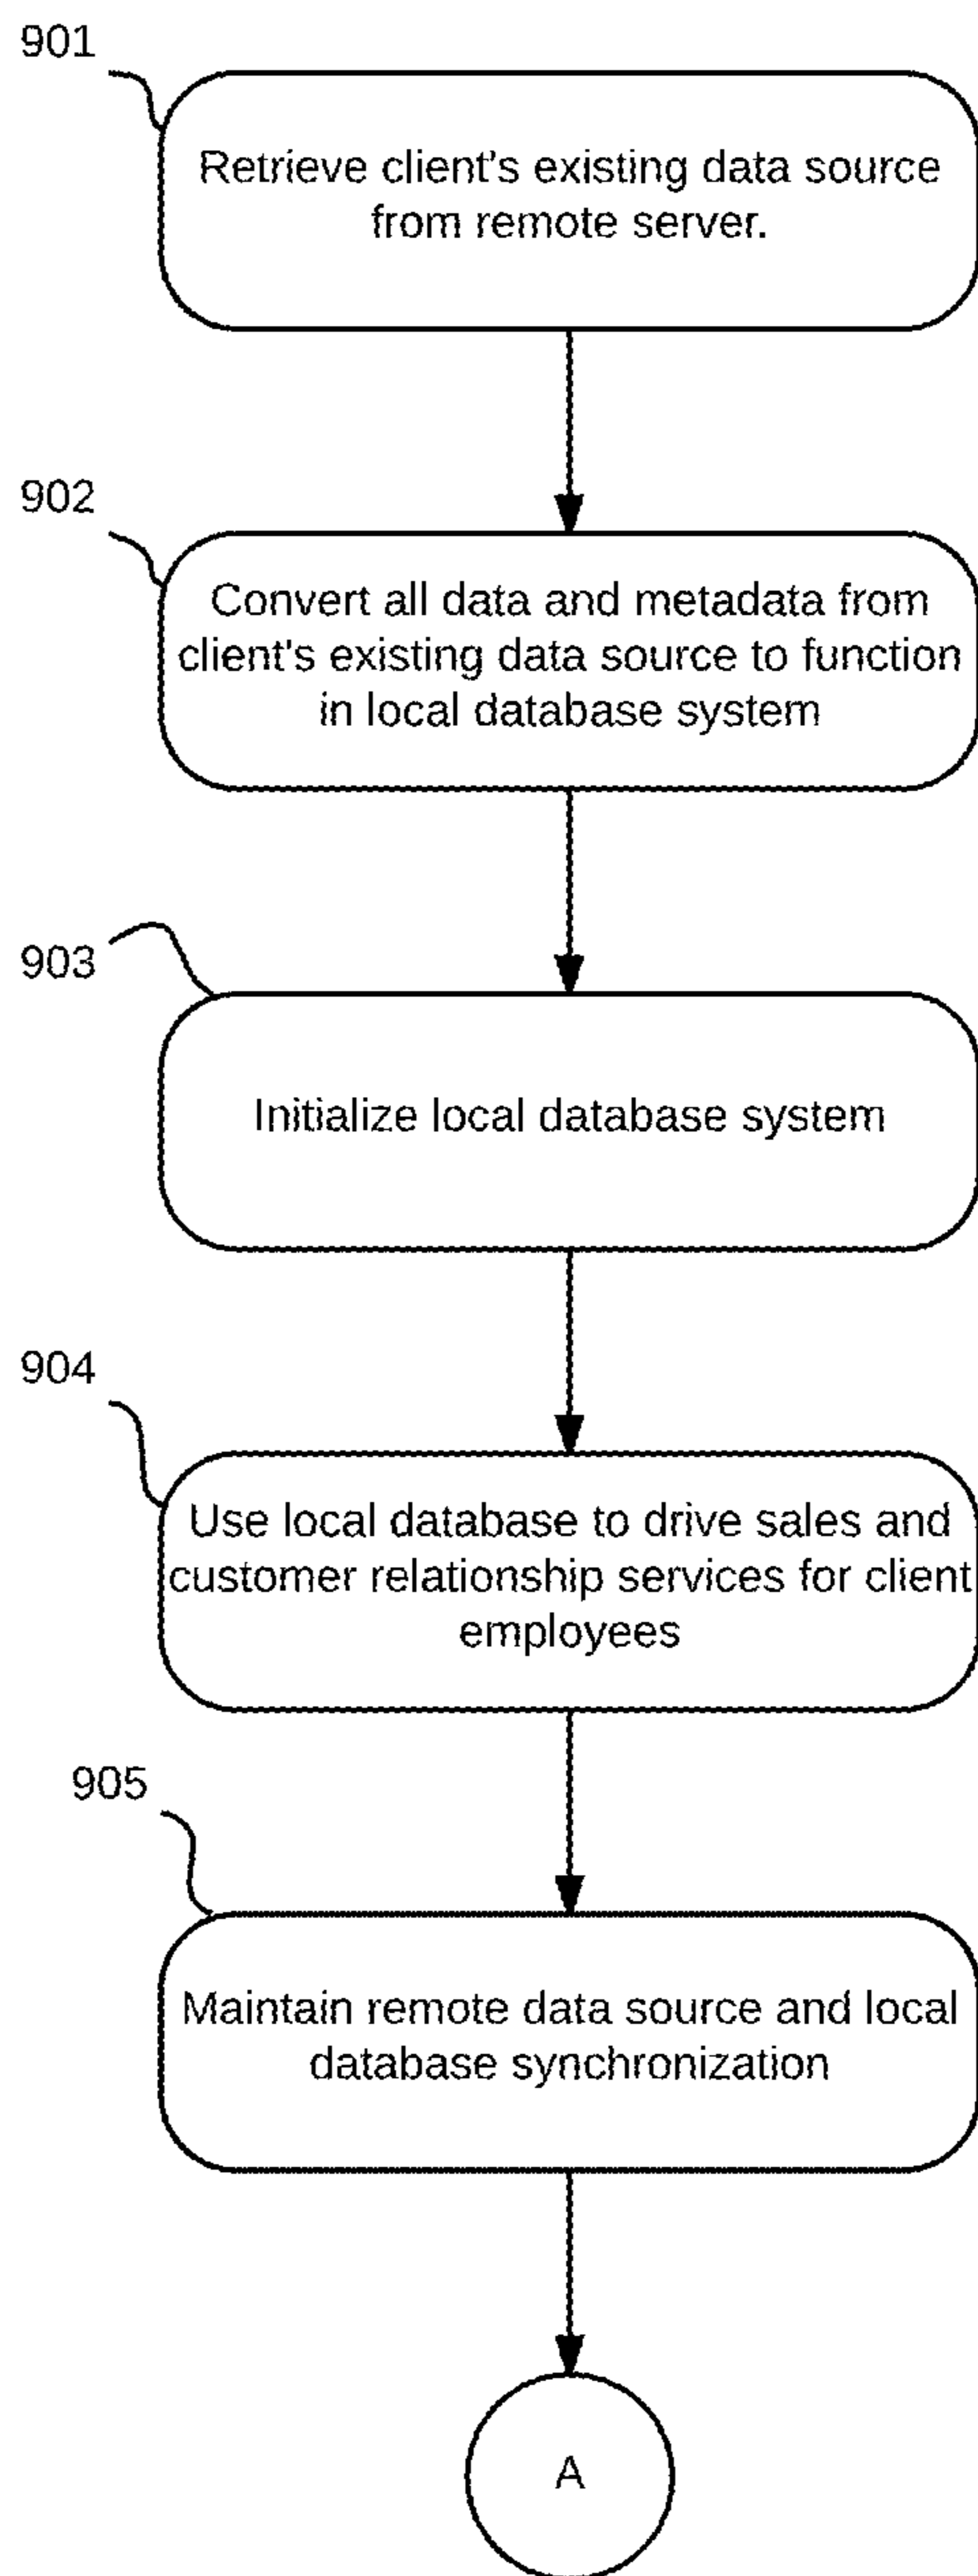 901
Retrieve client's existing data source
from remote server.
902
Convert all data and metadata from
client's existing data source to function
in local database system
903
Initialize local database system
904
Use local database to drive sales and
customer relationship services for client
employees
905
Maintain remote data source and local
database synchronization
A